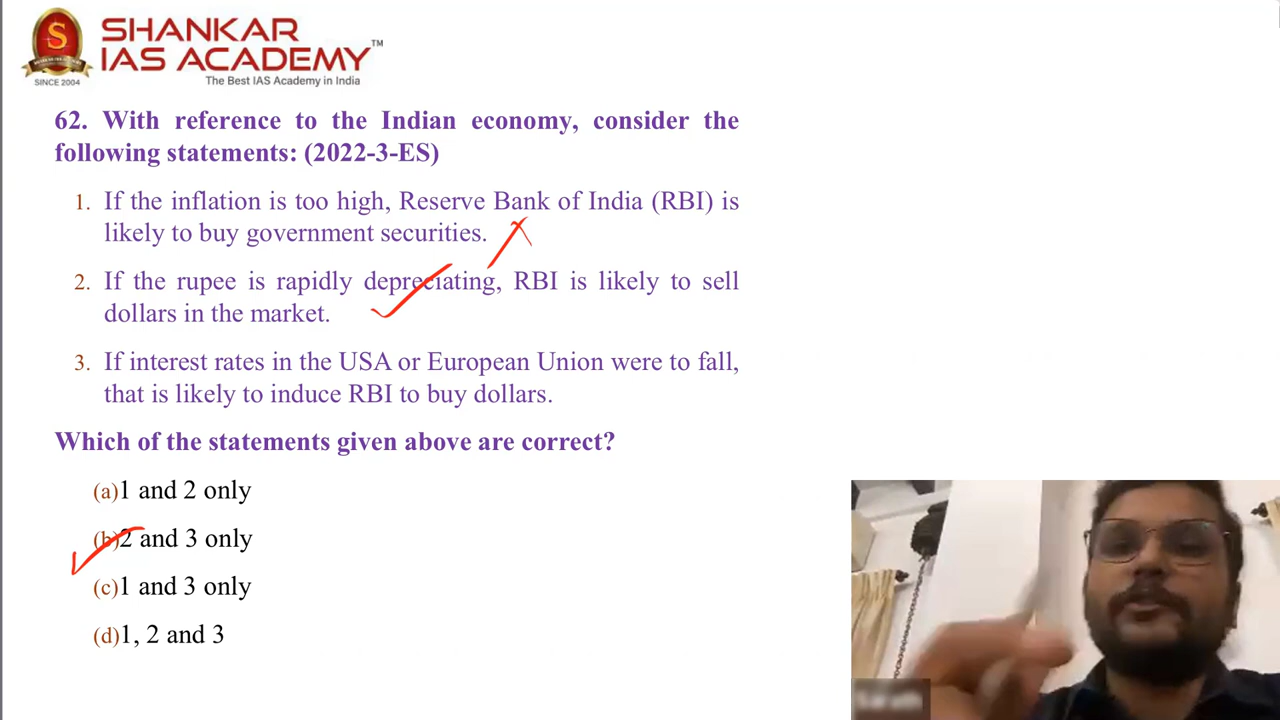 SHANKAR
IAS ACADEMY™
The Best IAS Academy in India
S
SINCE 2004
62. With reference to the Indian economy, consider the
following statements: (2022-3-ES)
1. If the inflation is too high, Reserve Bank of India (RBI) is
likely to buy government securities.
2. If the rupee is rapidly depreciating, RBI is likely to sell
dollars in the market.
3. If interest rates in the USA or European Union were to fall,
that is likely to induce RBI to buy dollars.
Which of the statements given above are correct?
(a)1 and 2 only
(b)2 and 3 only
(c)1 and 3 only
(d)1, 2 and 3